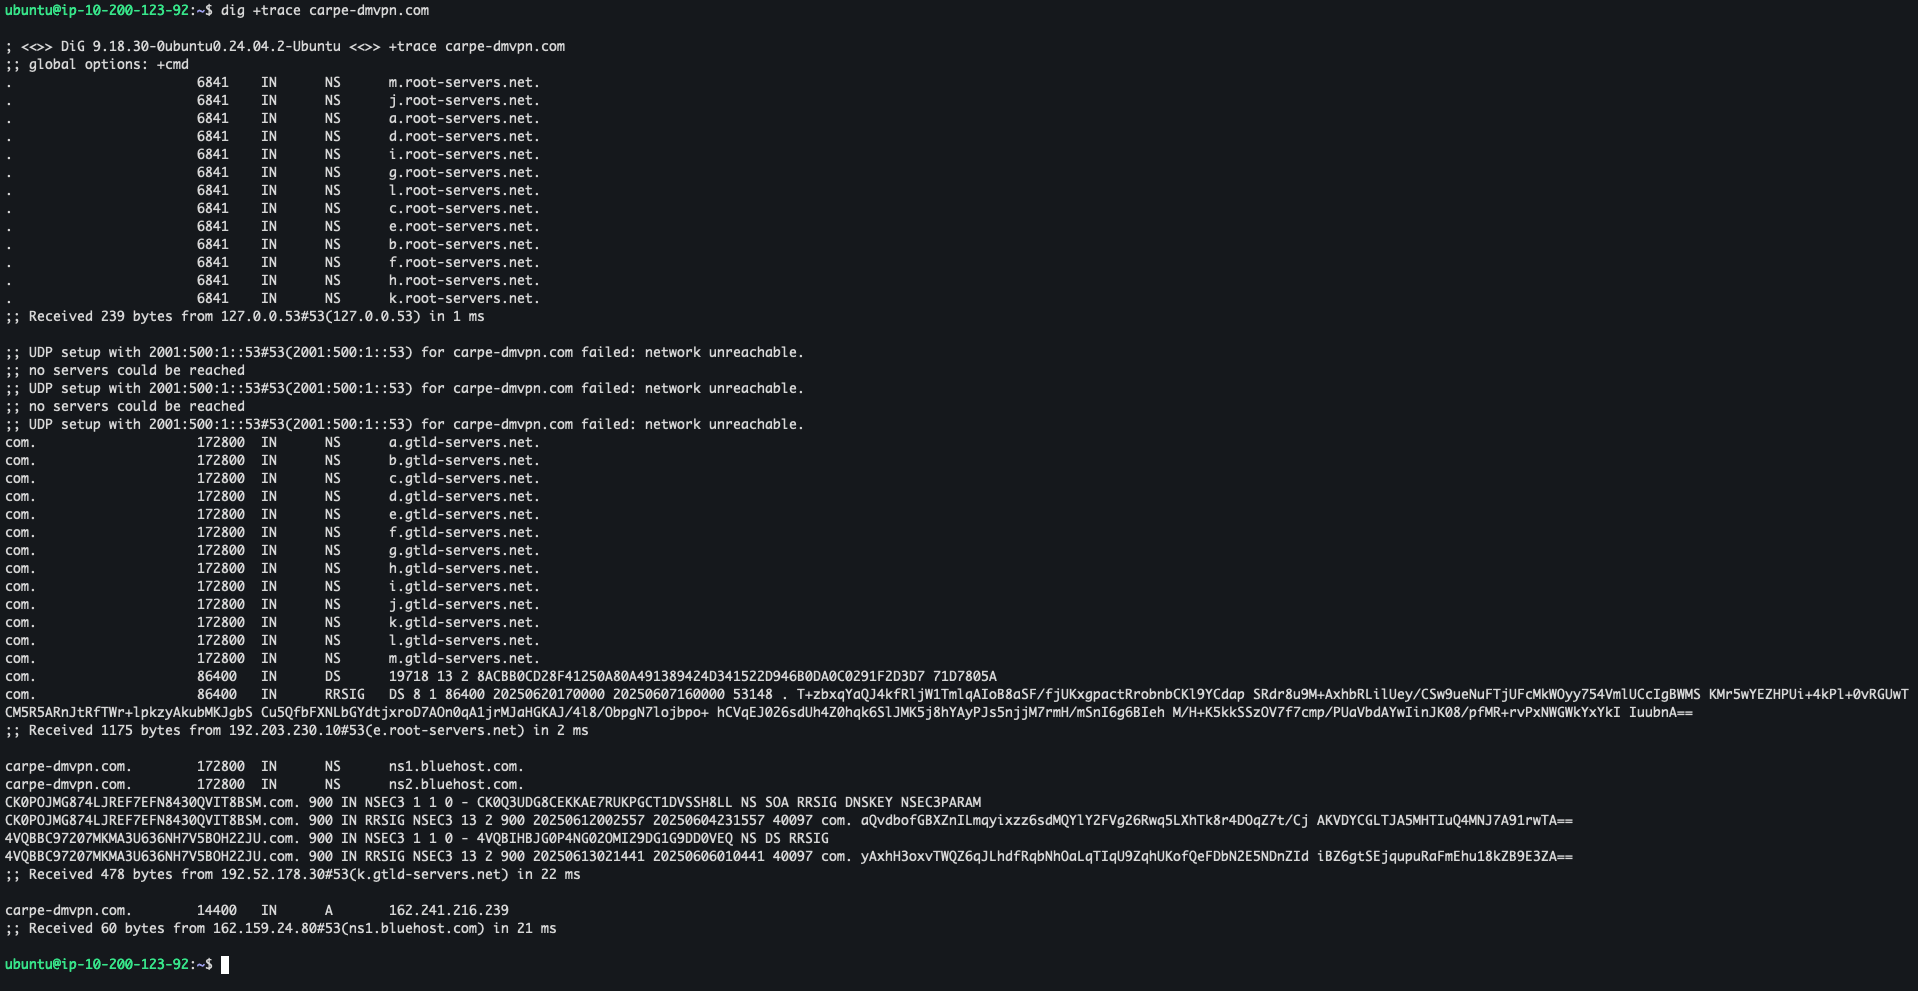 ubuntu@ip-10-200-123-92:~$ dig +trace carpe-dmvpn.com
; <<>> DiG 9.18.30-0ubuntu0.24.04.2-Ubuntu <<>> +trace carpe-dmvpn.com
;; global options: +cmd
. 6841 IN NS m.root-servers.net.
. 6841 IN NS j.root-servers.net.
. 6841 IN NS a.root-servers.net.
. 6841 IN NS d.root-servers.net.
. 6841 IN NS i.root-servers.net.
. 6841 IN NS g.root-servers.net.
. 6841 IN NS l.root-servers.net.
. 6841 IN NS c.root-servers.net.
. 6841 IN NS e.root-servers.net.
. 6841 IN NS b.root-servers.net.
. 6841 IN NS f.root-servers.net.
. 6841 IN NS h.root-servers.net.
. 6841 IN NS k.root-servers.net.
;; Received 239 bytes from 127.0.0.53#53(127.0.0.53) in 1 ms
;; UDP setup with 2001:500:1::53#53(2001:500:1::53) for carpe-dmvpn.com failed: network unreachable.
;; no servers could be reached
;; UDP setup with 2001:500:1::53#53(2001:500:1::53) for carpe-dmvpn.com failed: network unreachable.
;; no servers could be reached
;; UDP setup with 2001:500:1::53#53(2001:500:1::53) for carpe-dmvpn.com failed: network unreachable.
com. 172800 IN NS a.gtld-servers.net.
com. 172800 IN NS b.gtld-servers.net.
com. 172800 IN NS c.gtld-servers.net.
com. 172800 IN NS d.gtld-servers.net.
com. 172800 IN NS e.gtld-servers.net.
com. 172800 IN NS f.gtld-servers.net.
com. 172800 IN NS g.gtld-servers.net.
com. 172800 IN NS h.gtld-servers.net.
com. 172800 IN NS i.gtld-servers.net.
com. 172800 IN NS j.gtld-servers.net.
com. 172800 IN NS k.gtld-servers.net.
com. 172800 IN NS l.gtld-servers.net.
com. 172800 IN NS m.gtld-servers.net.
com. 86400 IN DS 19718 13 2 8ACBB0CD28F41250A80A491389424D341522D946B0DA0C0291F2D3D7 71D7805A
com. 86400 IN RRSIG DS 8 1 86400 20250620170000 20250607160000 53148 . T+zbxqYaQJ4kfRljW1TmlqAIoB8aSF/fjUKxgpactRrobnbCKl9YCdap SRdr8u9M+AxhbRLilUey/CSw9ueNuFTjUFcMkWOyy754VmlUCcIgBWMS KMr5wYEZHPUi+4kPl+0vRGUwT
CM5R5ARnJtRfTWr+lpkzyAkubMKJgbS Cu5QfbFXNLbGYdtjxroD7AOn0qA1jrMJaHGKAJ/4l8/ObpgN7lojbpo+ hCVqEJ026sdUh4Z0hqk6SlJMK5j8hYAyPJs5njjM7rmH/mSnI6g6BIeh M/H+K5kkSSzOV7f7cmp/PUaVbdAYwIinJK08/pfMR+rvPxNWGWkYxYkI IuubnA==
;; Received 1175 bytes from 192.203.230.10#53(e.root-servers.net) in 2 ms
carpe-dmvpn.com. 172800 IN NS ns1.bluehost.com.
carpe-dmvpn.com. 172800 IN NS ns2.bluehost.com.
CK0POJMG874LJREF7EFN8430QVIT8BSM.com. 900 IN NSEC3 1 1 0 - CK0Q3UDG8CEKKAE7RUKPGCT1DVSSH8LL NS SOA RRSIG DNSKEY NSEC3PARAM
CK0POJMG874LJREF7EFN8430QVIT8BSM.com. 900 IN RRSIG NSEC3 13 2 900 20250612002557 20250604231557 40097 com. aQvdbofGBXZnILmqyixzz6sdMQYlY2FVg26Rwq5LXhTk8r4DOqZ7t/Cj AKVDYCGLTJA5MHTIuQ4MNJ7A91rwTA==
4VQBBC97207MKMA3U636NH7V5BOH22JU.com. 900 IN NSEC3 1 1 0 - 4VQBIHBJG0P4NG02OMI29DG1G9DD0VEQ NS DS RRSIG
4VQBBC97207MKMA3U636NH7V5BOH22JU.com. 900 IN RRSIG NSEC3 13 2 900 20250613021441 20250606010441 40097 com. yAxhH3oxvTWQZ6qJLhdfRqbNhOaLqTIqU9ZqhUKofQeFDbN2E5NDnZId iBZ6gtSEjqupuRaFmEhu18kZB9E3ZA==
;; Received 478 bytes from 192.52.178.30#53(k.gtld-servers.net) in 22 ms
carpe-dmvpn.com. 14400 IN A 162.241.216.239
;; Received 60 bytes from 162.159.24.80#53(ns1.bluehost.com) in 21 ms
ubuntu@ip-10-200-123-92:~$